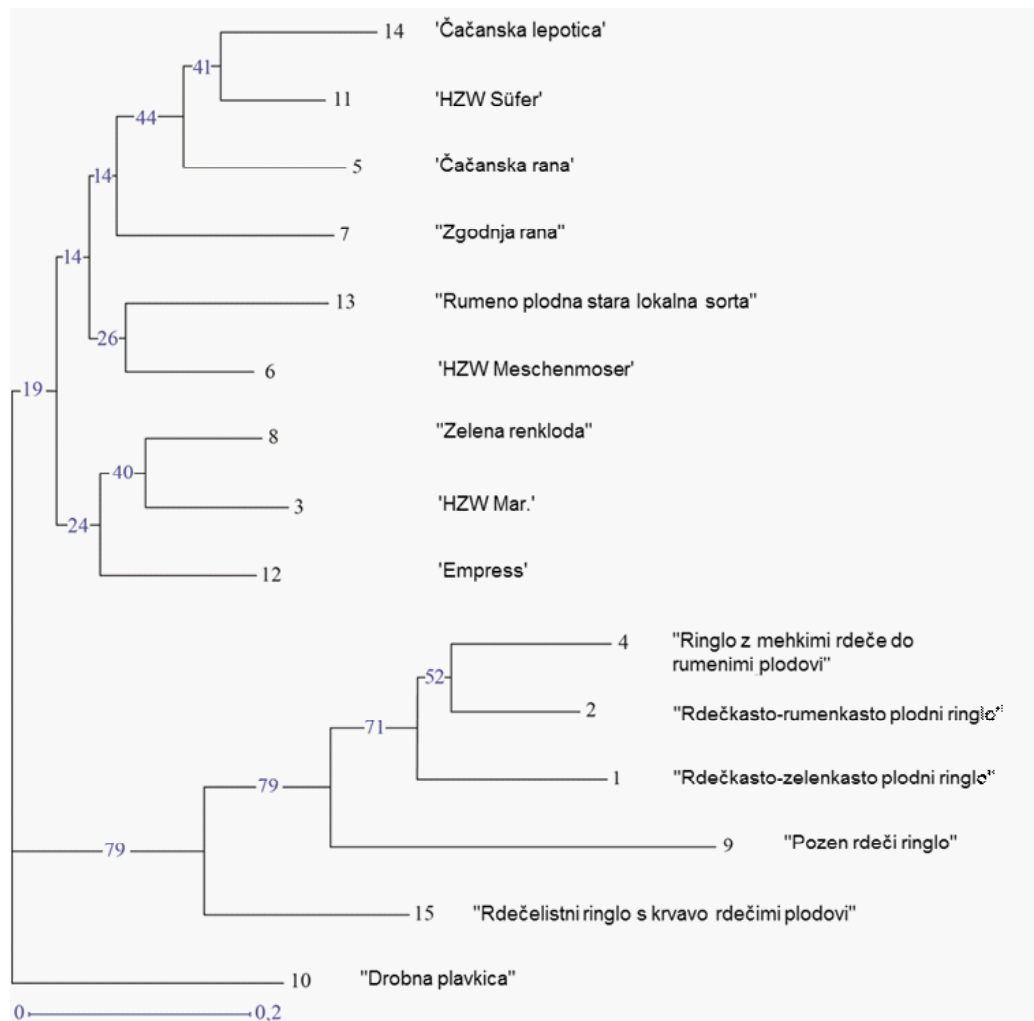 14 'Čačanska lepotica'
41
11 'HZW Süfer'
44
5 'Čačanska rana'
14
7 "Zgodnja rana"
14
13 "Rumeno plodna stara lokalna sorta"
26
6 'HZW Meschenmoser'
19
8 "Zelena renkloda"
40
3 'HZW Mar.'
24
12 'Empress'
4 "Ringlo z mehkimi rdeče do
rumenimi plodovi"
52
2 "Rdečkasto-rumenkasto plodni ringlo"
71
1 "Rdečkasto-zelenkasto plodni ringlo"
79
9 "Pozen rdeči ringlo"
79
15 "Rdečelistni ringlo s krvavo rdečimi plodovi"
10 "Drobna plavkica"
0 0,2